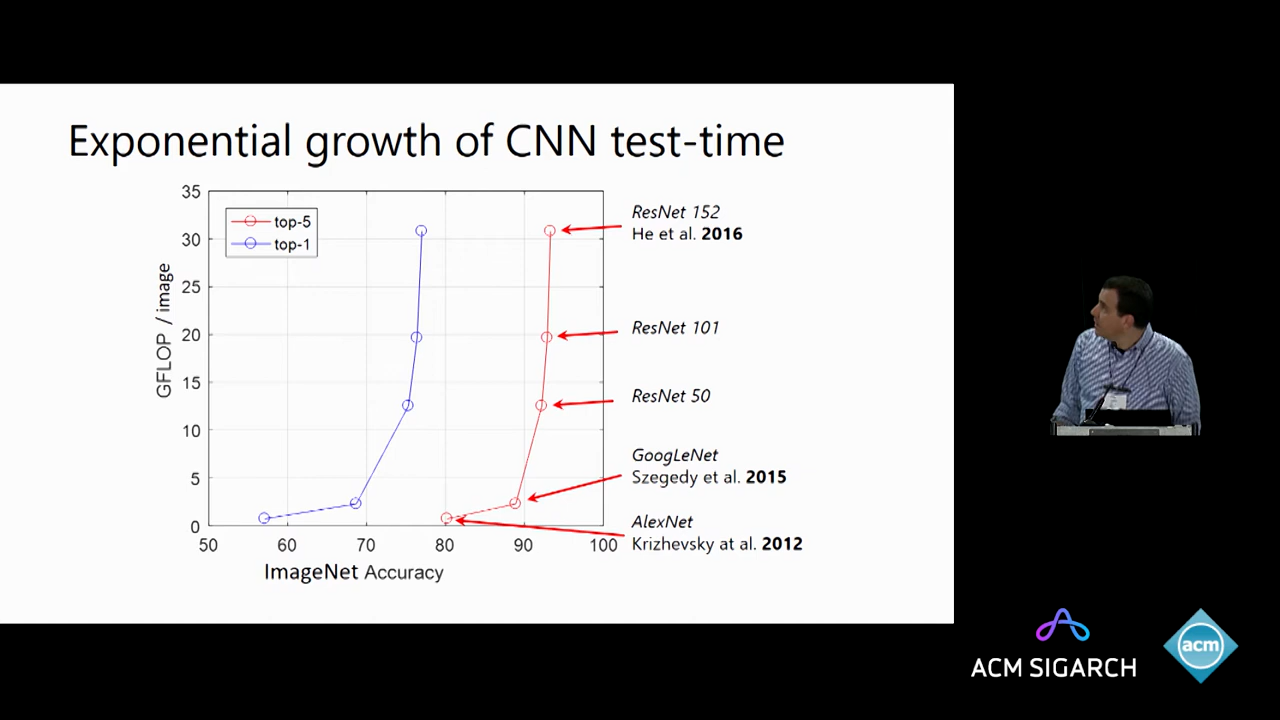 Exponential growth of CNN test-time
35
30
25
20
15
10
5
0
GFLOP / image
top-5
top-1
50 60 70 80 90 100
ImageNet Accuracy
ResNet 152
He et al. 2016
ResNet 101
ResNet 50
GoogLeNet
Szegedy et al. 2015
AlexNet
Krizhevsky at al. 2012
ACM SIGARCH
acm